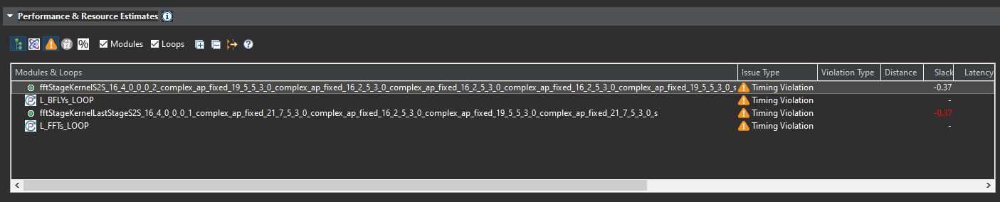 Performance & Resource Estimates
% Modules Loops
Modules & Loops Issue Type Violation Type Distance Slack Latency
fftStageKernelS2S_16_4_0_0_0_2_complex_ap_fixed_19_5_5_3_0_complex_ap_fixed_16_2_5_3_0_complex_ap_fixed_16_2_5_3_0_complex_ap_fixed_16_2_5_3_0_complex_ap_fixed_19_5_5_3_0_s Timing Violation -0.37
L_BFLYs_LOOP Timing Violation -
fftStageKernelLastStageS2S_16_4_0_0_0_1_complex_ap_fixed_21_7_5_3_0_complex_ap_fixed_16_2_5_3_0_complex_ap_fixed_19_5_5_3_0_complex_ap_fixed_21_7_5_3_0_s Timing Violation -0.37
L_FFTs_LOOP Timing Violation -